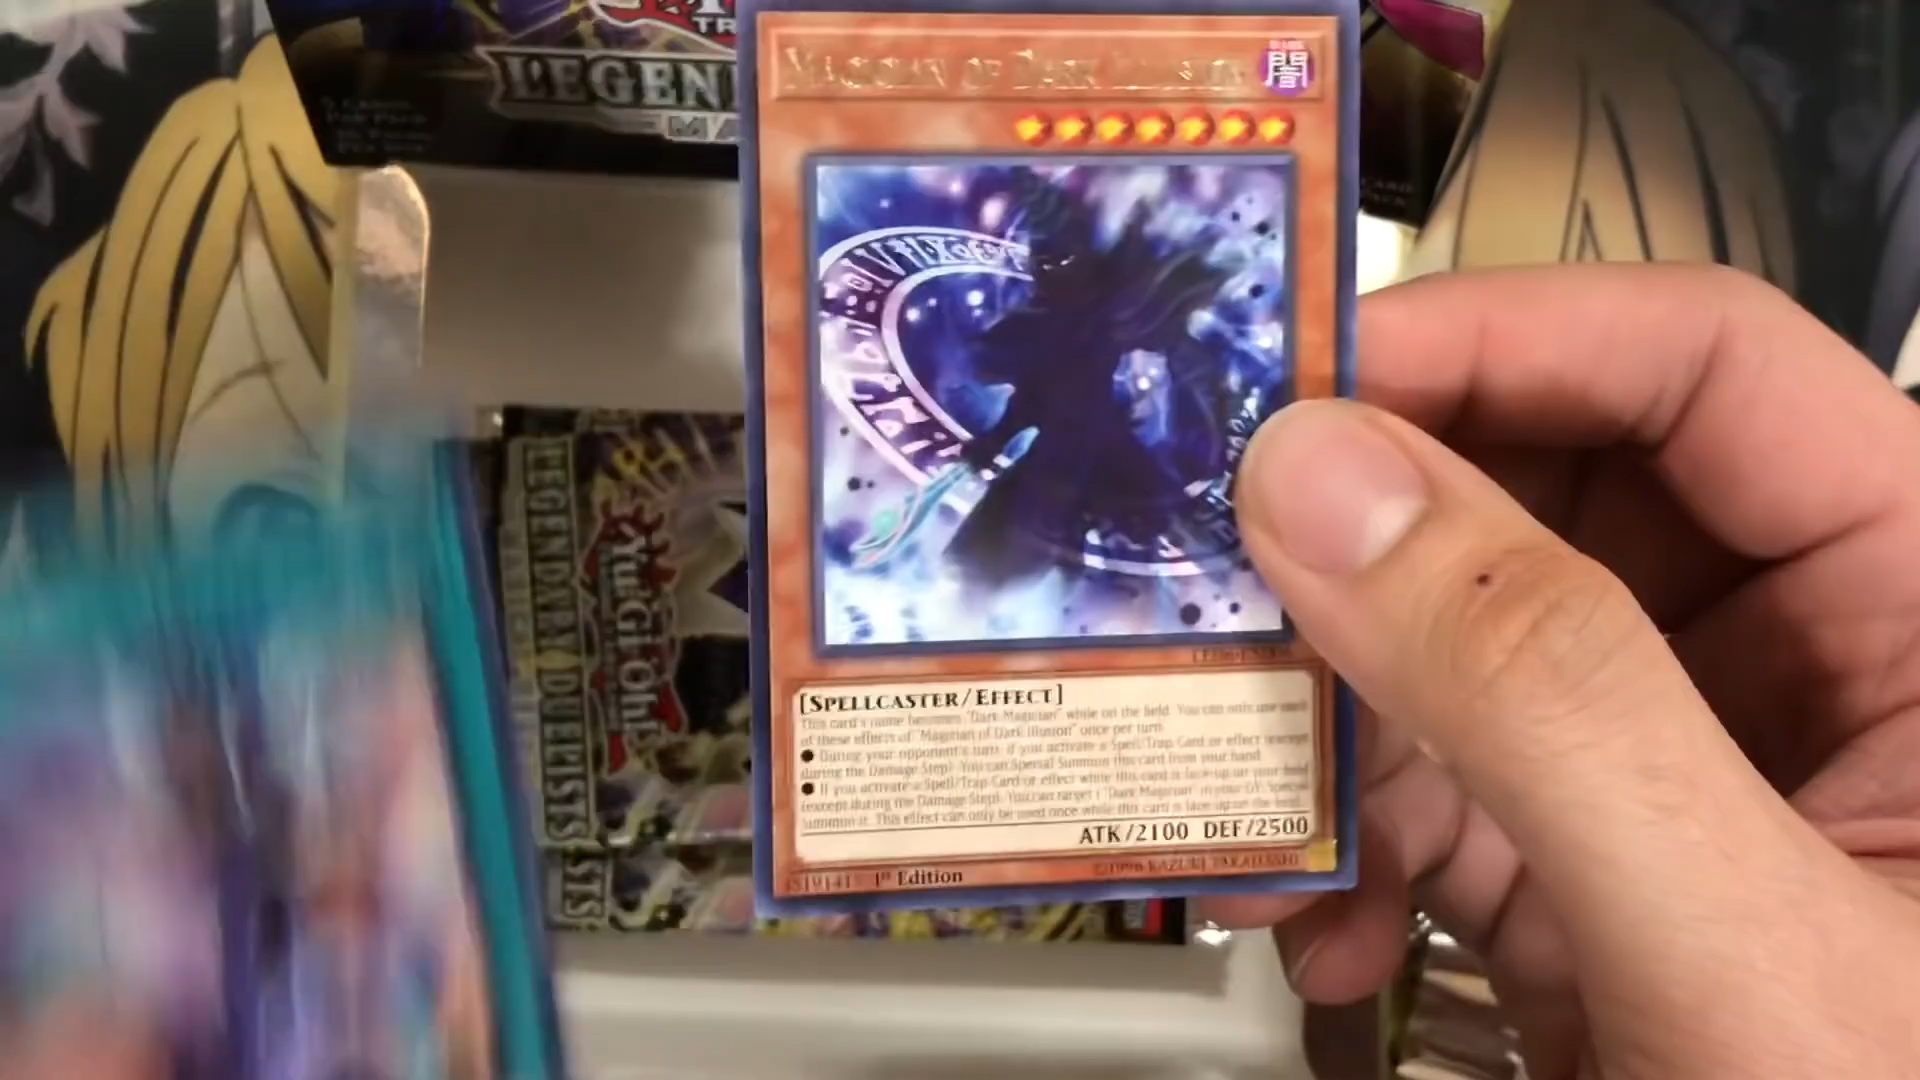 LEGEN
MAGICIAN OF DARK ILLUSION
闇
[SPELLCASTER/EFFECT]
This card's name becomes "Dark Magician" while on the field. You can only use each
of these effects of "Magician of Dark Illusion" once per turn.
● During your opponent's turn, if you activate a Spell/Trap Card or effect (except
during the Damage Step): You can Special Summon this card from your hand.
● If you activate a Spell/Trap Card or effect while this card is face-up on your field
(except during the Damage Step): You can target 1 "Dark Magician" in your GY; Special
Summon it. This effect can only be used once while this card is face-up on the field.
ATK/2100 DEF/2500
1st Edition
©1996 KAZUKI TAKAHASHI
LEGENDARY DUELISTS
Yu-Gi-Oh!
STS